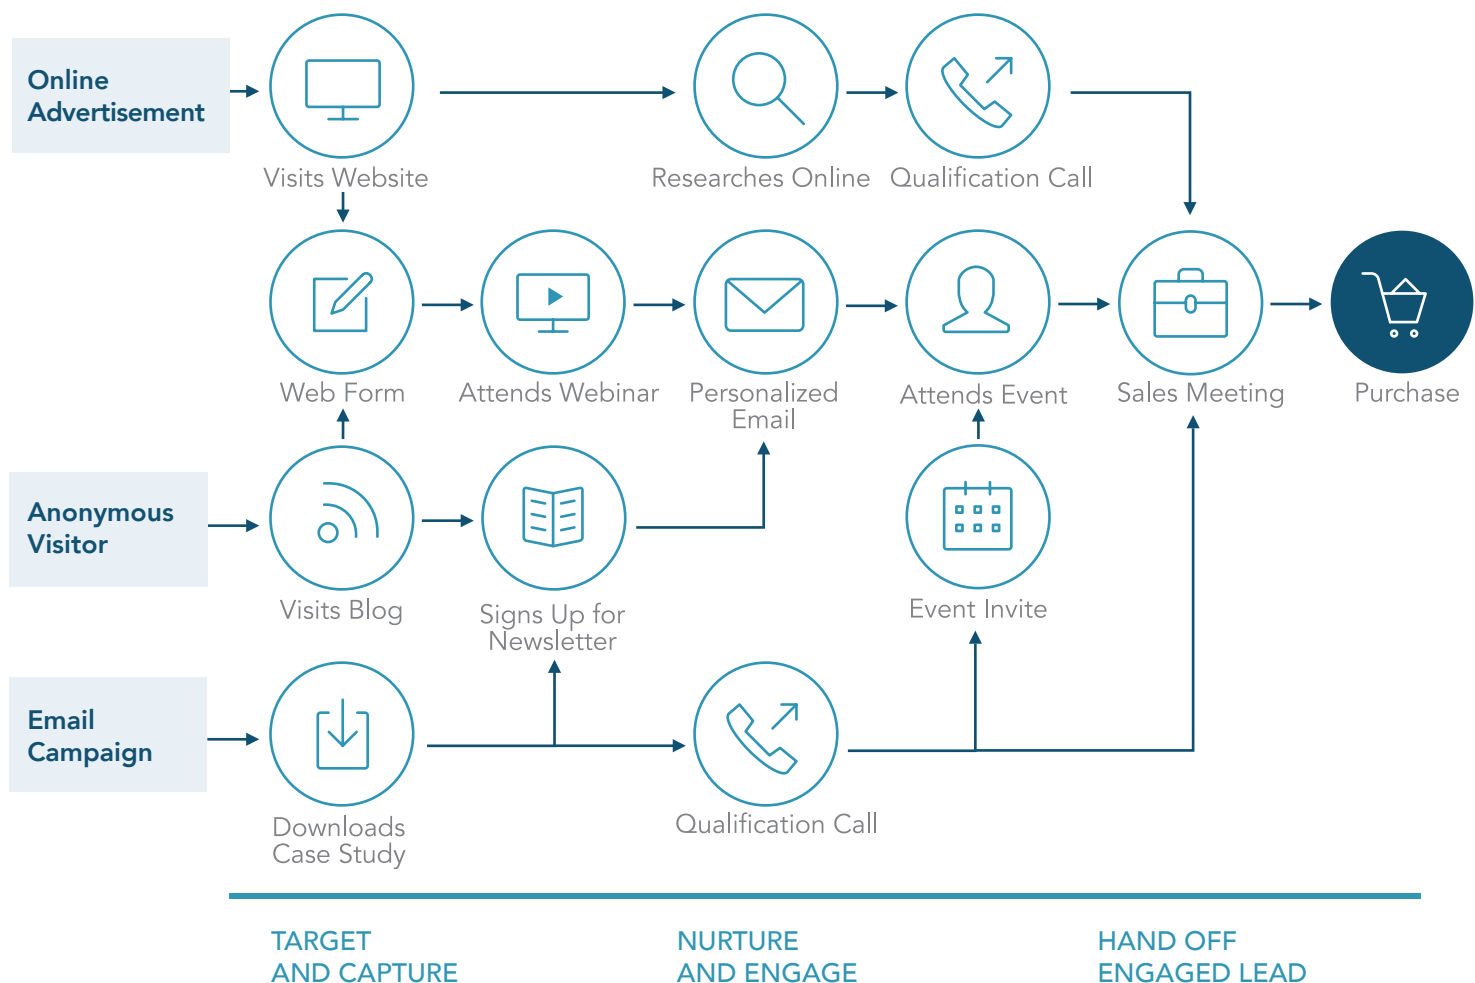 Online
Advertisement
Visits Website
Researches Online
Qualification Call
Web Form
Attends Webinar
Personalized
Email
Attends Event
Sales Meeting
Purchase
Anonymous
Visitor
Visits Blog
Signs Up for
Newsletter
Event Invite
Email
Campaign
Downloads
Case Study
Qualification Call
TARGET
AND CAPTURE
NURTURE
AND ENGAGE
HAND OFF
ENGAGED LEAD